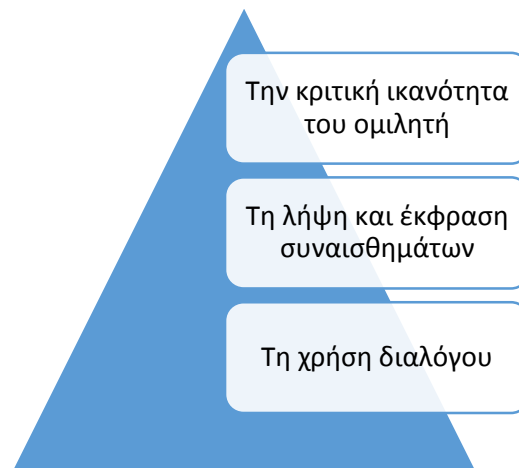 Την κριτική ικανότητα
του ομιλητή
Τη λήψη και έκφραση
συναισθημάτων
Τη χρήση διαλόγου